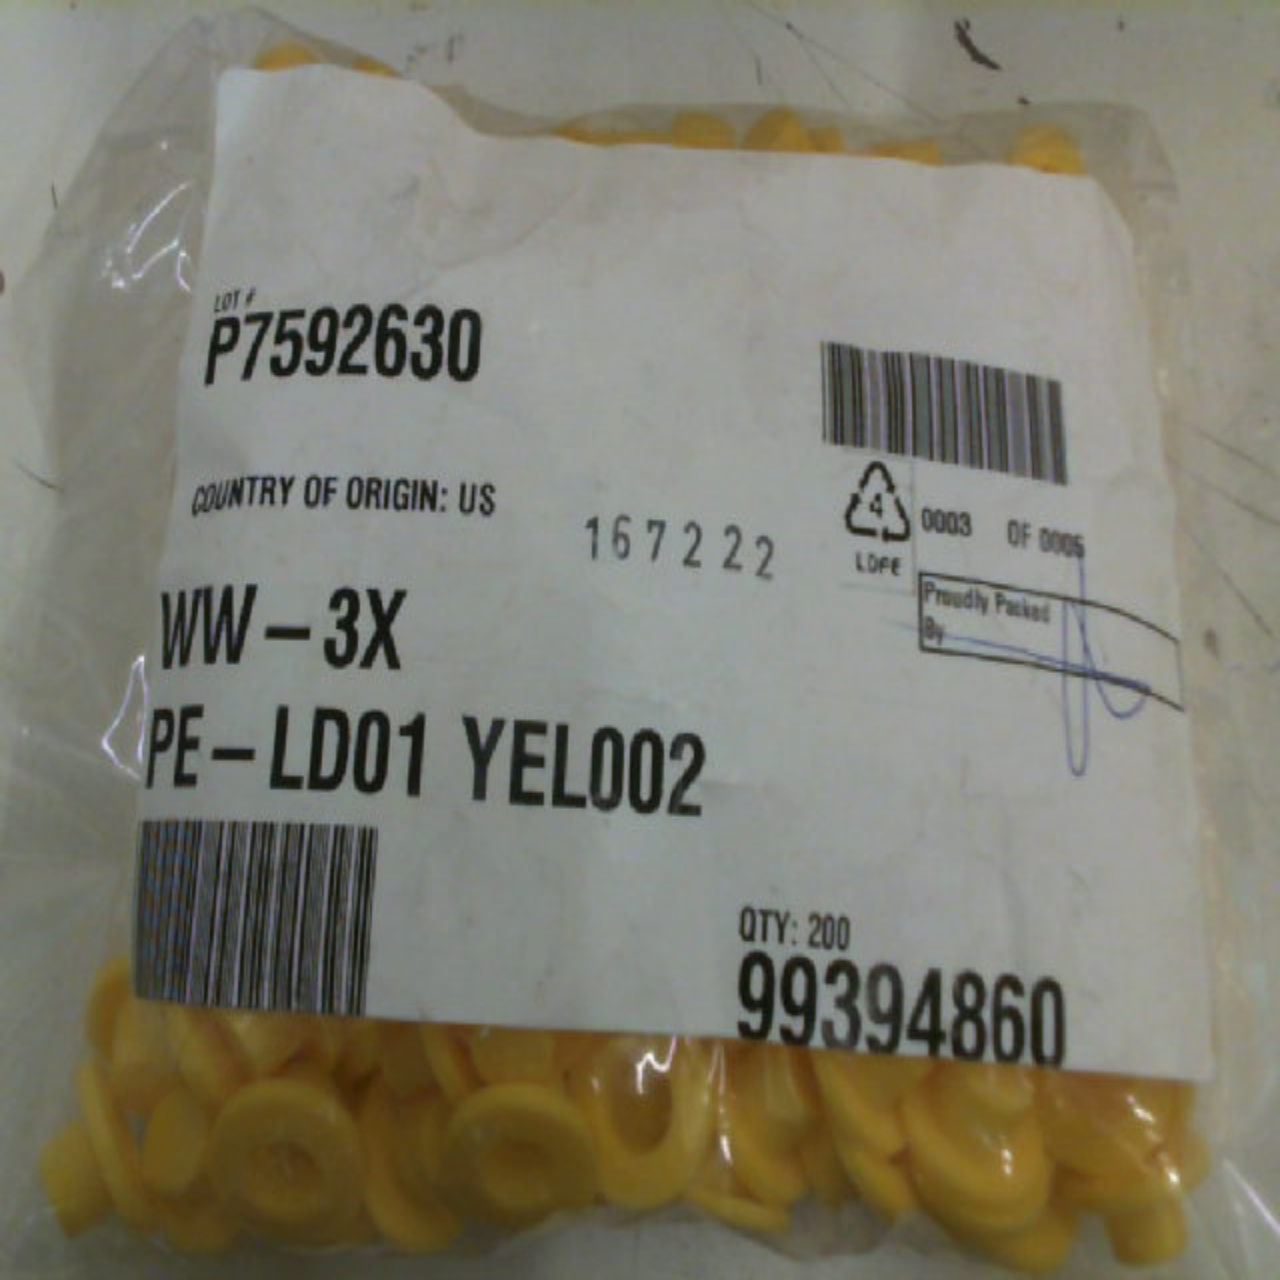 LOT #
P7592630
COUNTRY OF ORIGIN: US
167222
4
LDPE
0003 OF 0005
Proudly Packed
By
WW-3X
PE-LD01 YEL002
QTY: 200
99394860